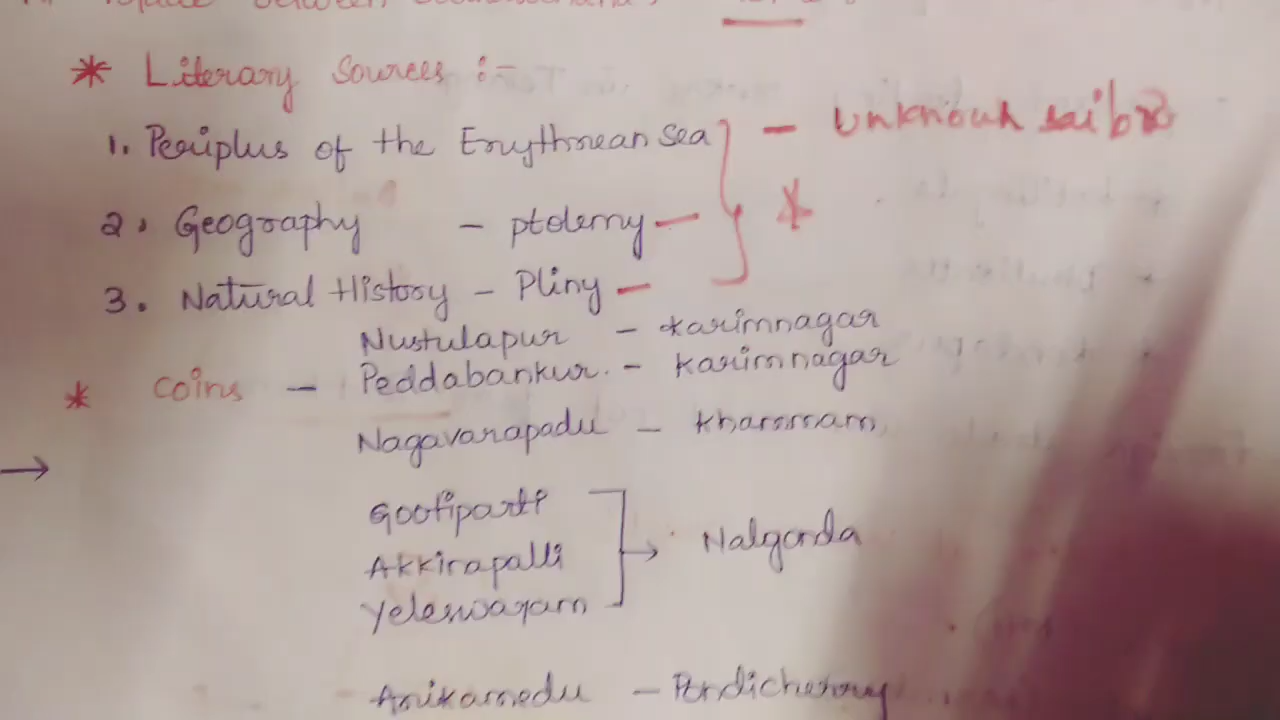 between
* Literary Sources :-
1. Periplus of the Erythrean Sea - unknown
2. Geography - ptolemy - *
3. Natural History - Pliny -
Nustulapur - karimnagar
* Coins - Peddabankur. - karimnagar
Nagavarapadu - khammam
→
Gootiparti
Akkirapalli → Nalgonda
Yeleswaram
Arikamedu - Pondicherry